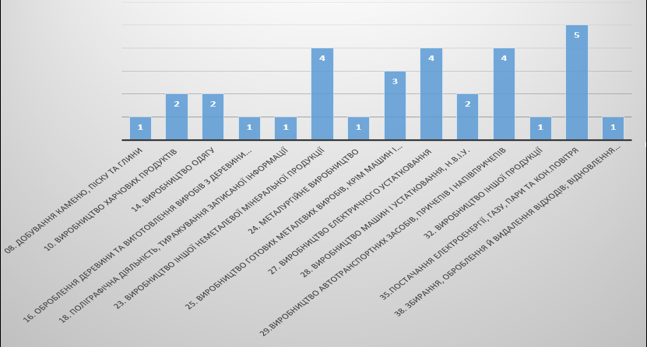 1
2
2
1
1
4
1
3
4
2
4
1
5
1
08. ДОБУВАННЯ КАМЕНЮ, ПІСКУ ТА ГЛИНИ
10. ВИРОБНИЦТВО ХАРЧОВИХ ПРОДУКТІВ
14. ВИРОБНИЦТВО ОДЯГУ
16. ОБРОБЛЕННЯ ДЕРЕВИНИ ТА ВИГОТОВЛЕННЯ ВИРОБІВ З ДЕРЕВИНИ…
18. ПОЛІГРАФІЧНА ДІЯЛЬНІСТЬ, ТИРАЖУВАННЯ ЗАПИСАНОЇ ІНФОРМАЦІЇ
23. ВИРОБНИЦТВО ІНШОЇ НЕМЕТАЛЕВОЇ МІНЕРАЛЬНОЇ ПРОДУКЦІЇ
24. МЕТАЛУРГІЙНЕ ВИРОБНИЦТВО
25. ВИРОБНИЦТВО ГОТОВИХ МЕТАЛЕВИХ ВИРОБІВ, КРІМ МАШИН І…
27. ВИРОБНИЦТВО ЕЛЕКТРИЧНОГО УСТАТКОВАННЯ
28. ВИРОБНИЦТВО МАШИН І УСТАТКОВАННЯ, Н.В.І.У.
29.ВИРОБНИЦТВО АВТОТРАНСПОРТНИХ ЗАСОБІВ, ПРИЧЕПІВ І НАПІВПРИЧЕПІВ
32. ВИРОБНИЦТВО ІНШОЇ ПРОДУКЦІЇ
35.ПОСТАЧАННЯ ЕЛЕКТРОЕНЕРГІЇ, ГАЗУ, ПАРИ ТА КОН.ПОВІТРЯ
38. ЗБИРАННЯ, ОБРОБЛЕННЯ Й ВИДАЛЕННЯ ВІДХОДІВ; ВІДНОВЛЕННЯ…